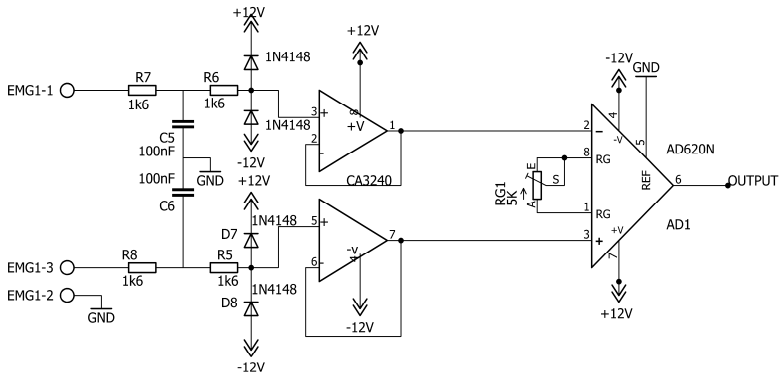 +12V
1N4148
+12V
-12V
GND
EMG1-1
R7
1k6
R6
1k6
1N4148
3
+
2
-
8
+V
1
CA3240
C5
100nF
100nF
C6
GND
-12V
+12V
1N4148
D7
5
+
6
-
-V
4
7
-12V
EMG1-3
R8
1k6
R5
1k6
1N4148
D8
-12V
EMG1-2
GND
RG1
5K
E
S
A
2
-
8
RG
1
RG
3
+
4
-V
5
REF
+V
7
6
AD620N
AD1
OUTPUT
+12V